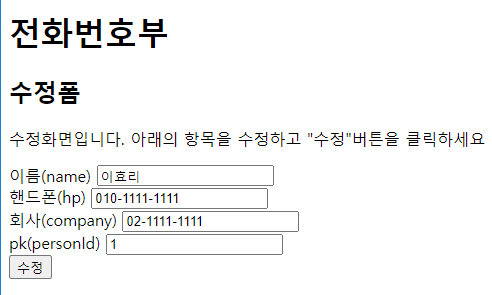 전화번호부
수정폼
수정화면입니다. 아래의 항목을 수정하고 "수정"버튼을 클릭하세요
이름(name) 이효리
핸드폰(hp) 010-1111-1111
회사(company) 02-1111-1111
pk(personId) 1
수정